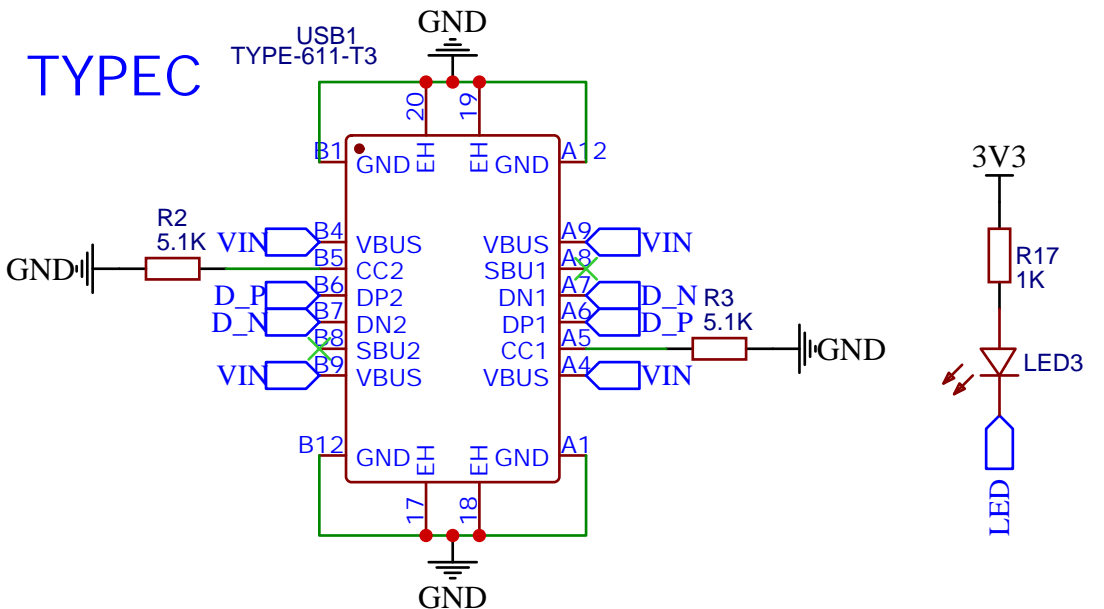 GND
USB1
TYPE-611-T3
TYPEC
20
19
B1
GND
EH
EH
GND
A12
3V3
R2
5.1K
VIN
B4
VBUS
VBUS
A9
VIN
GND
B5
CC2
SBU1
A8
R17
1K
D_P
B6
DP2
DN1
A7
D_N
R3
5.1K
D_N
B7
DN2
DP1
A6
D_P
B8
SBU2
CC1
A5
GND
VIN
B9
VBUS
VBUS
A4
VIN
LED3
B12
GND
EH
EH
GND
A1
17
18
LED
GND